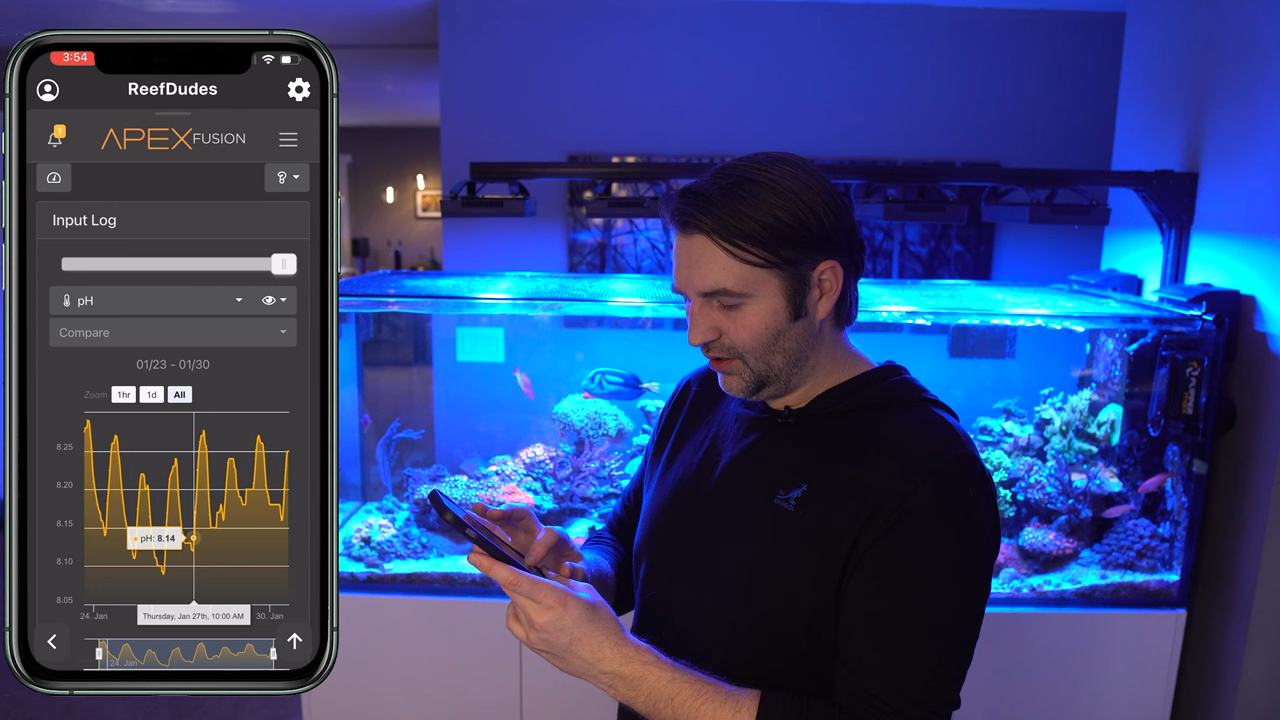 3:54
ReefDudes
1
APEX FUSION
Input Log
pH
Compare
01/23 - 01/30
Zoom 1hr 1d All
8.25
8.20
8.15
pH: 8.14
8.10
8.05
24. Jan
Thursday, Jan 27th, 10:00 AM
30. Jan
24. Jan